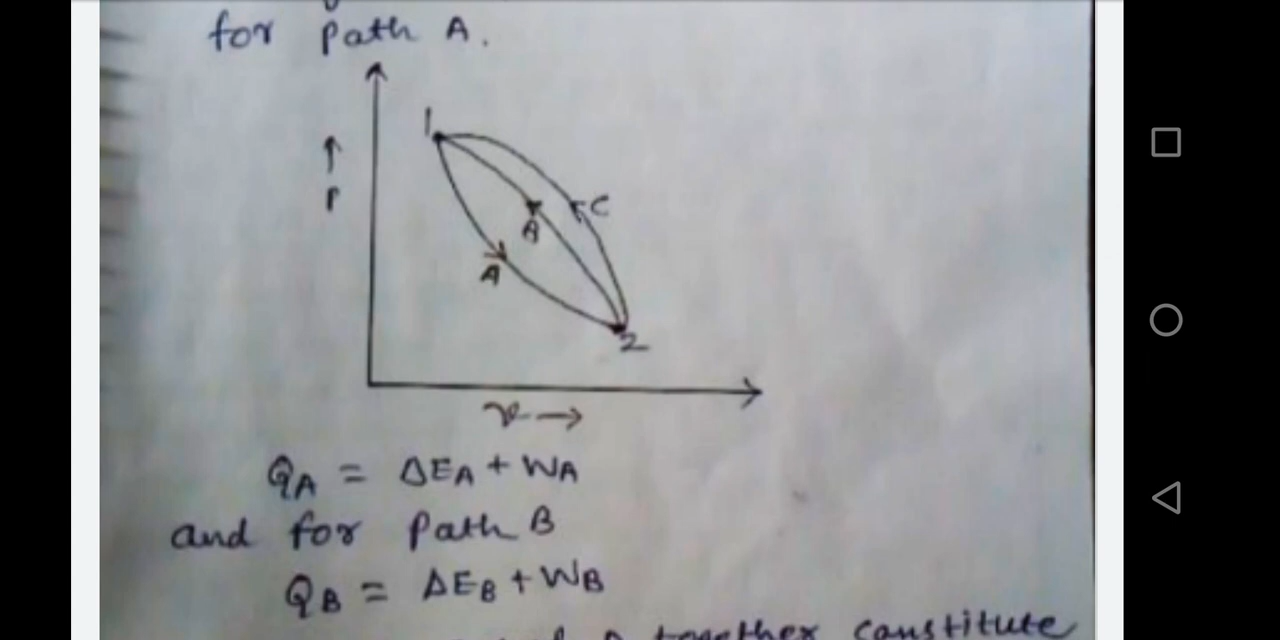 for path A.
1
↑
P
C
A
A
2
v →
QA = ΔEA + WA
and for path B
QB = ΔEB + WB
together constitute